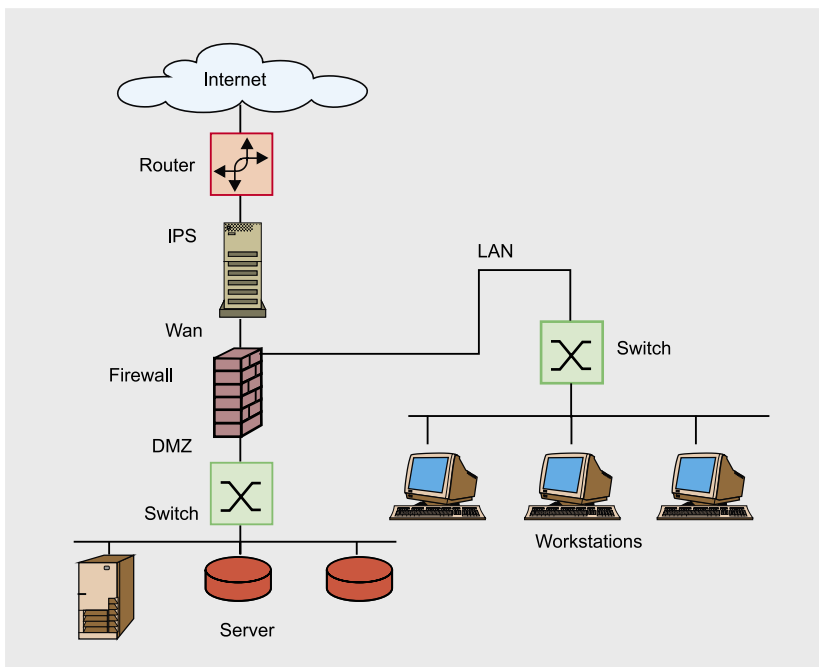 Internet
Router
IPS
LAN
Wan
Switch
Firewall
DMZ
Switch
Workstations
Server